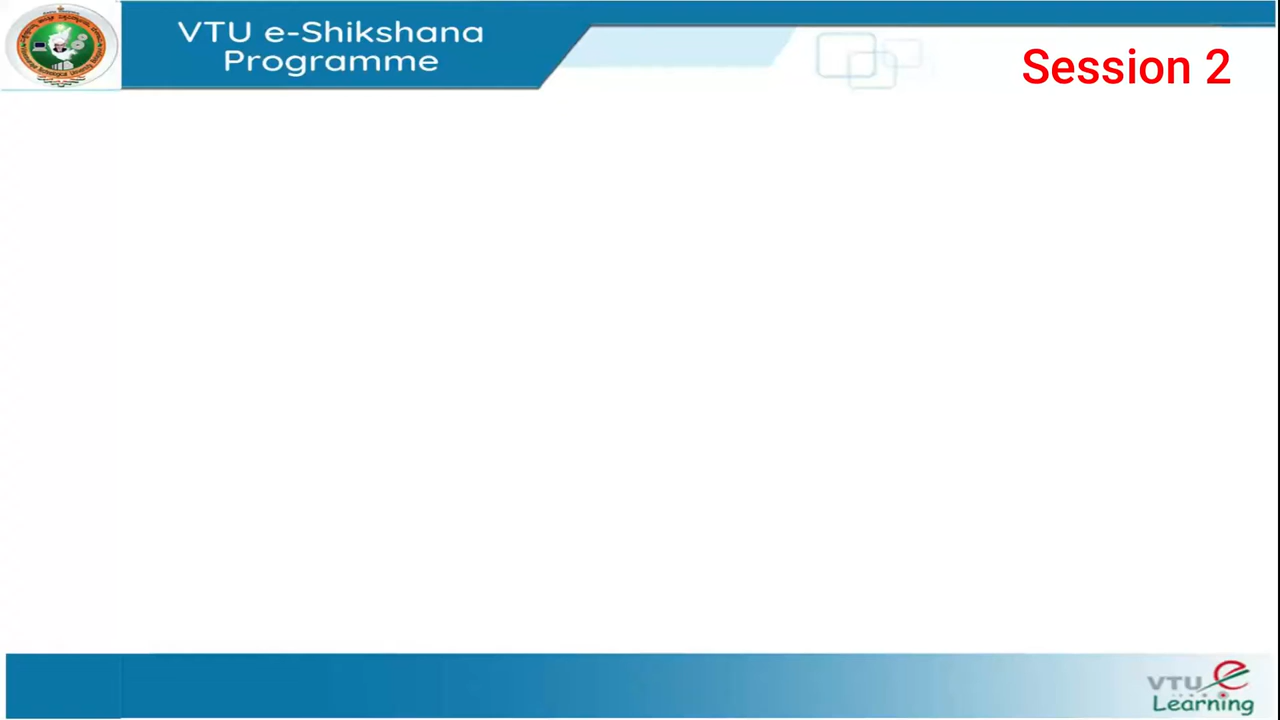 VTU e-Shikshana
Programme
Session 2
VTU e
Learning